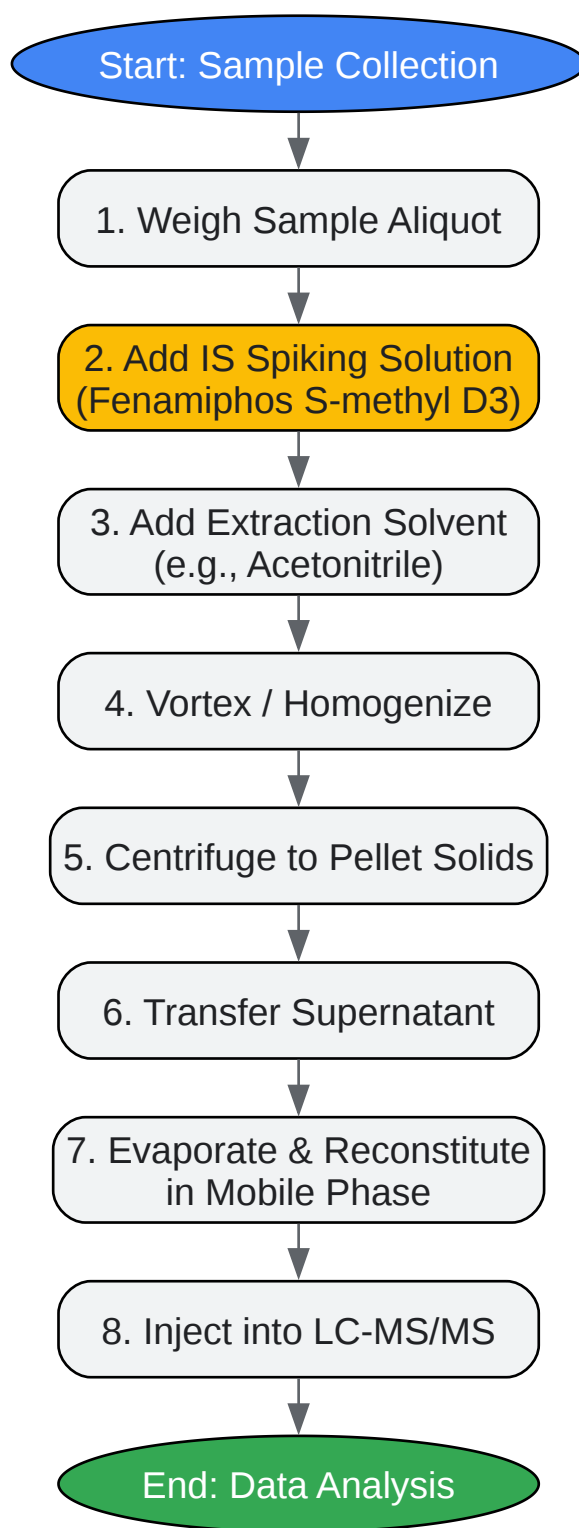 Start: Sample Collection
1. Weigh Sample Aliquot
2. Add IS Spiking Solution
(Fenamiphos S-methyl D3)
3. Add Extraction Solvent
(e.g., Acetonitrile)
4. Vortex / Homogenize
5. Centrifuge to Pellet Solids
6. Transfer Supernatant
7. Evaporate & Reconstitute
in Mobile Phase
8. Inject into LC-MS/MS
End: Data Analysis